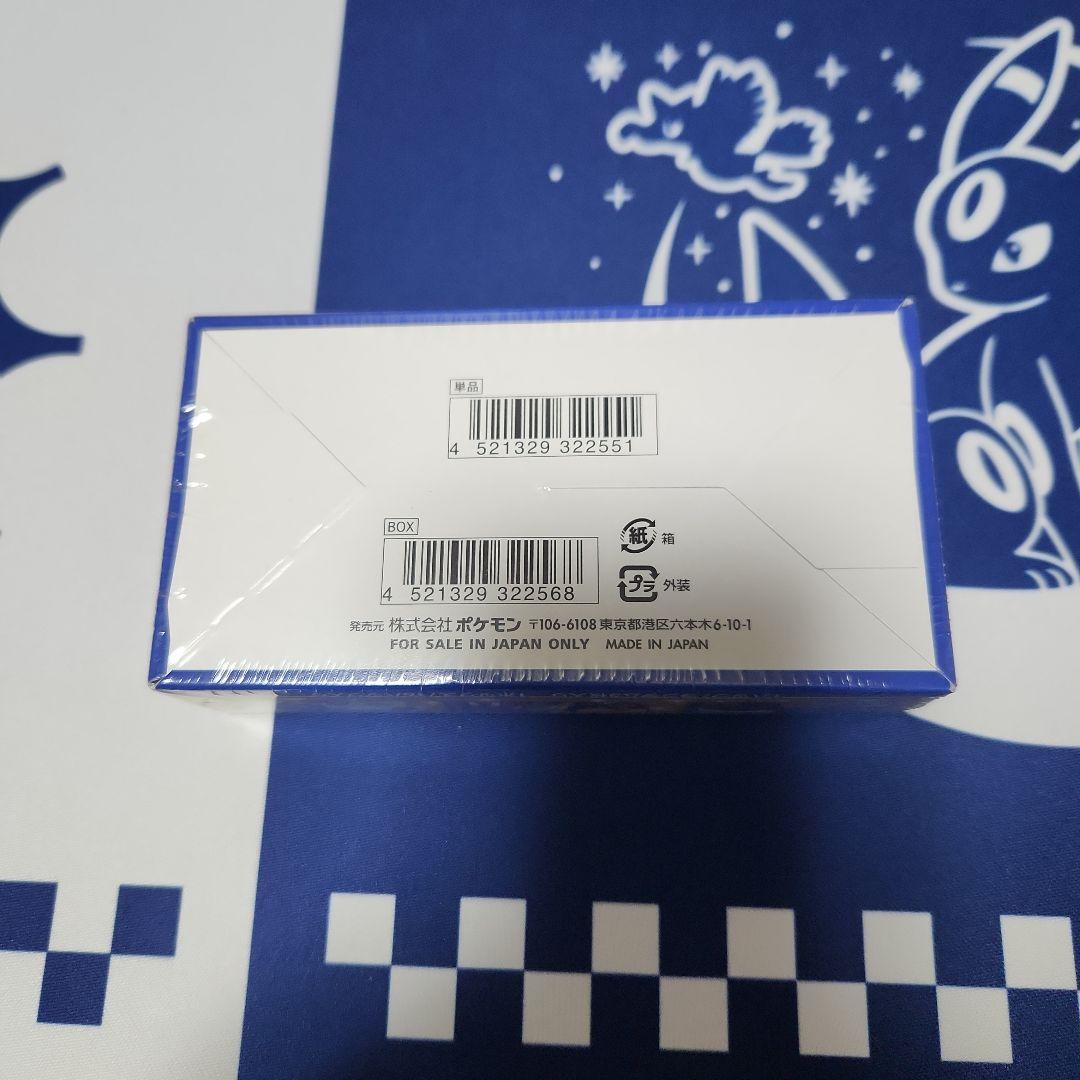 単品
4 521329 322551
BOX
4 521329 322568
紙 箱
プラ 外装
発売元 株式会社ポケモン 〒106-6108 東京都港区六本木6-10-1
FOR SALE IN JAPAN ONLY MADE IN JAPAN